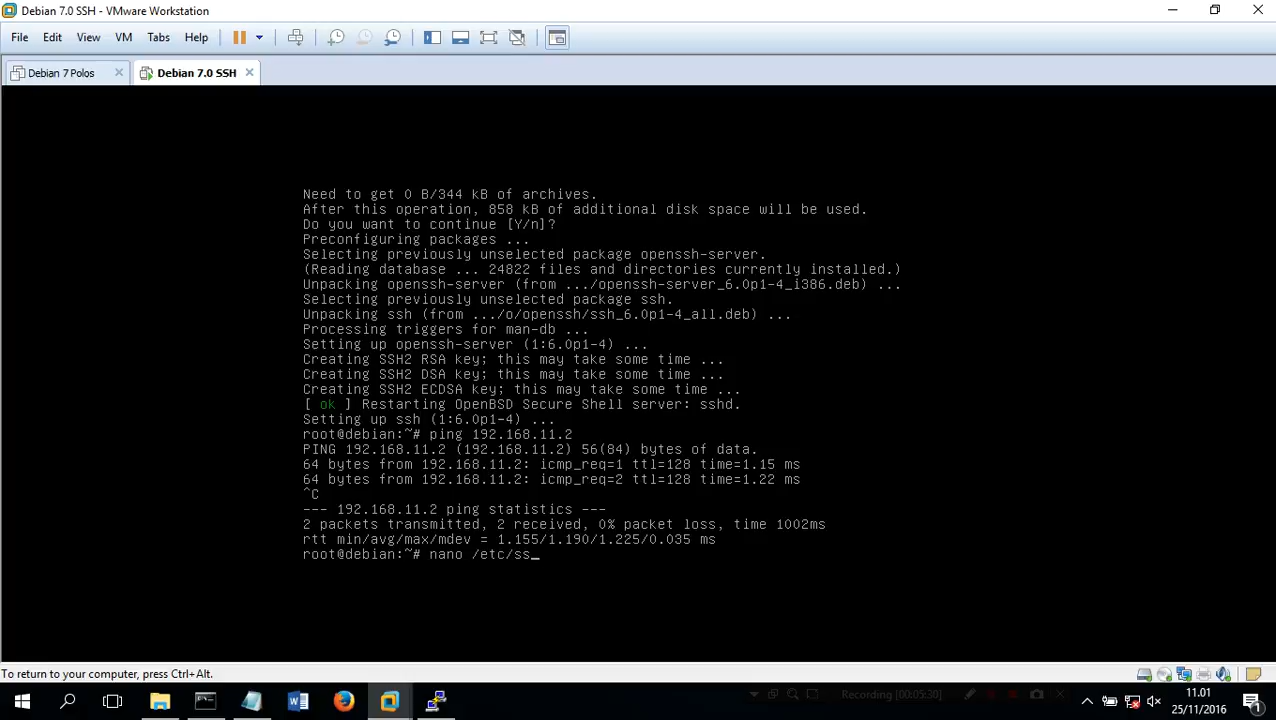 Debian 7.0 SSH - VMware Workstation
File Edit View VM Tabs Help
Debian 7 Polos
Debian 7.0 SSH
Need to get 0 B/344 kB of archives.
After this operation, 858 kB of additional disk space will be used.
Do you want to continue [Y/n]?
Preconfiguring packages ...
Selecting previously unselected package openssh-server.
(Reading database ... 24822 files and directories currently installed.)
Unpacking openssh-server (from .../openssh-server_6.0p1-4_i386.deb) ...
Selecting previously unselected package ssh.
Unpacking ssh (from .../o/openssh/ssh_6.0p1-4_all.deb) ...
Processing triggers for man-db ...
Setting up openssh-server (1:6.0p1-4) ...
Creating SSH2 RSA key; this may take some time ...
Creating SSH2 DSA key; this may take some time ...
Creating SSH2 ECDSA key; this may take some time ...
[ ok ] Restarting OpenBSD Secure Shell server: sshd.
Setting up ssh (1:6.0p1-4) ...
root@debian:~# ping 192.168.11.2
PING 192.168.11.2 (192.168.11.2) 56(84) bytes of data.
64 bytes from 192.168.11.2: icmp_req=1 ttl=128 time=1.15 ms
64 bytes from 192.168.11.2: icmp_req=2 ttl=128 time=1.22 ms
^C
--- 192.168.11.2 ping statistics ---
2 packets transmitted, 2 received, 0% packet loss, time 1002ms
rtt min/avg/max/mdev = 1.155/1.190/1.225/0.035 ms
root@debian:~# nano /etc/ss_
To return to your computer, press Ctrl+Alt.
Recording [00:05:30]
11.01
25/11/2016
1